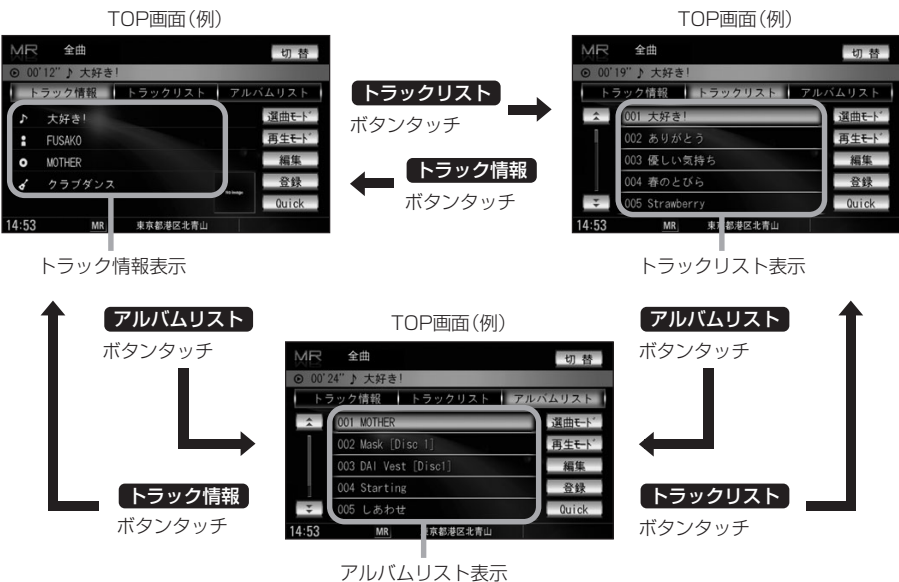 TOP画面(例)
MR 全曲 切 替
00'12" ♪ 大好き!
トラック情報 トラックリスト アルバムリスト
♪ 大好き! 選曲ﾓｰﾄﾞ
FUSAKO 再生ﾓｰﾄﾞ
MOTHER 編集
クラブダンス 登録
Quick
14:53 MR 東京都港区北青山
トラック情報表示
トラックリスト
ボタンタッチ
トラック情報
ボタンタッチ
TOP画面(例)
MR 全曲 切 替
00'19" ♪ 大好き!
トラック情報 トラックリスト アルバムリスト
001 大好き! 選曲ﾓｰﾄﾞ
002 ありがとう 再生ﾓｰﾄﾞ
003 優しい気持ち 編集
004 春のとびら 登録
005 Strawberry Quick
14:53 MR 東京都港区北青山
トラックリスト表示
アルバムリスト
ボタンタッチ
トラック情報
ボタンタッチ
TOP画面(例)
MR 全曲 切 替
00'24" ♪ 大好き!
トラック情報 トラックリスト アルバムリスト
001 MOTHER 選曲ﾓｰﾄﾞ
002 Mask [Disc 1] 再生ﾓｰﾄﾞ
003 DAI Vest [Disc1] 編集
004 Starting 登録
005 しあわせ Quick
14:53 MR 東京都港区北青山
アルバムリスト表示
アルバムリスト
ボタンタッチ
トラックリスト
ボタンタッチ